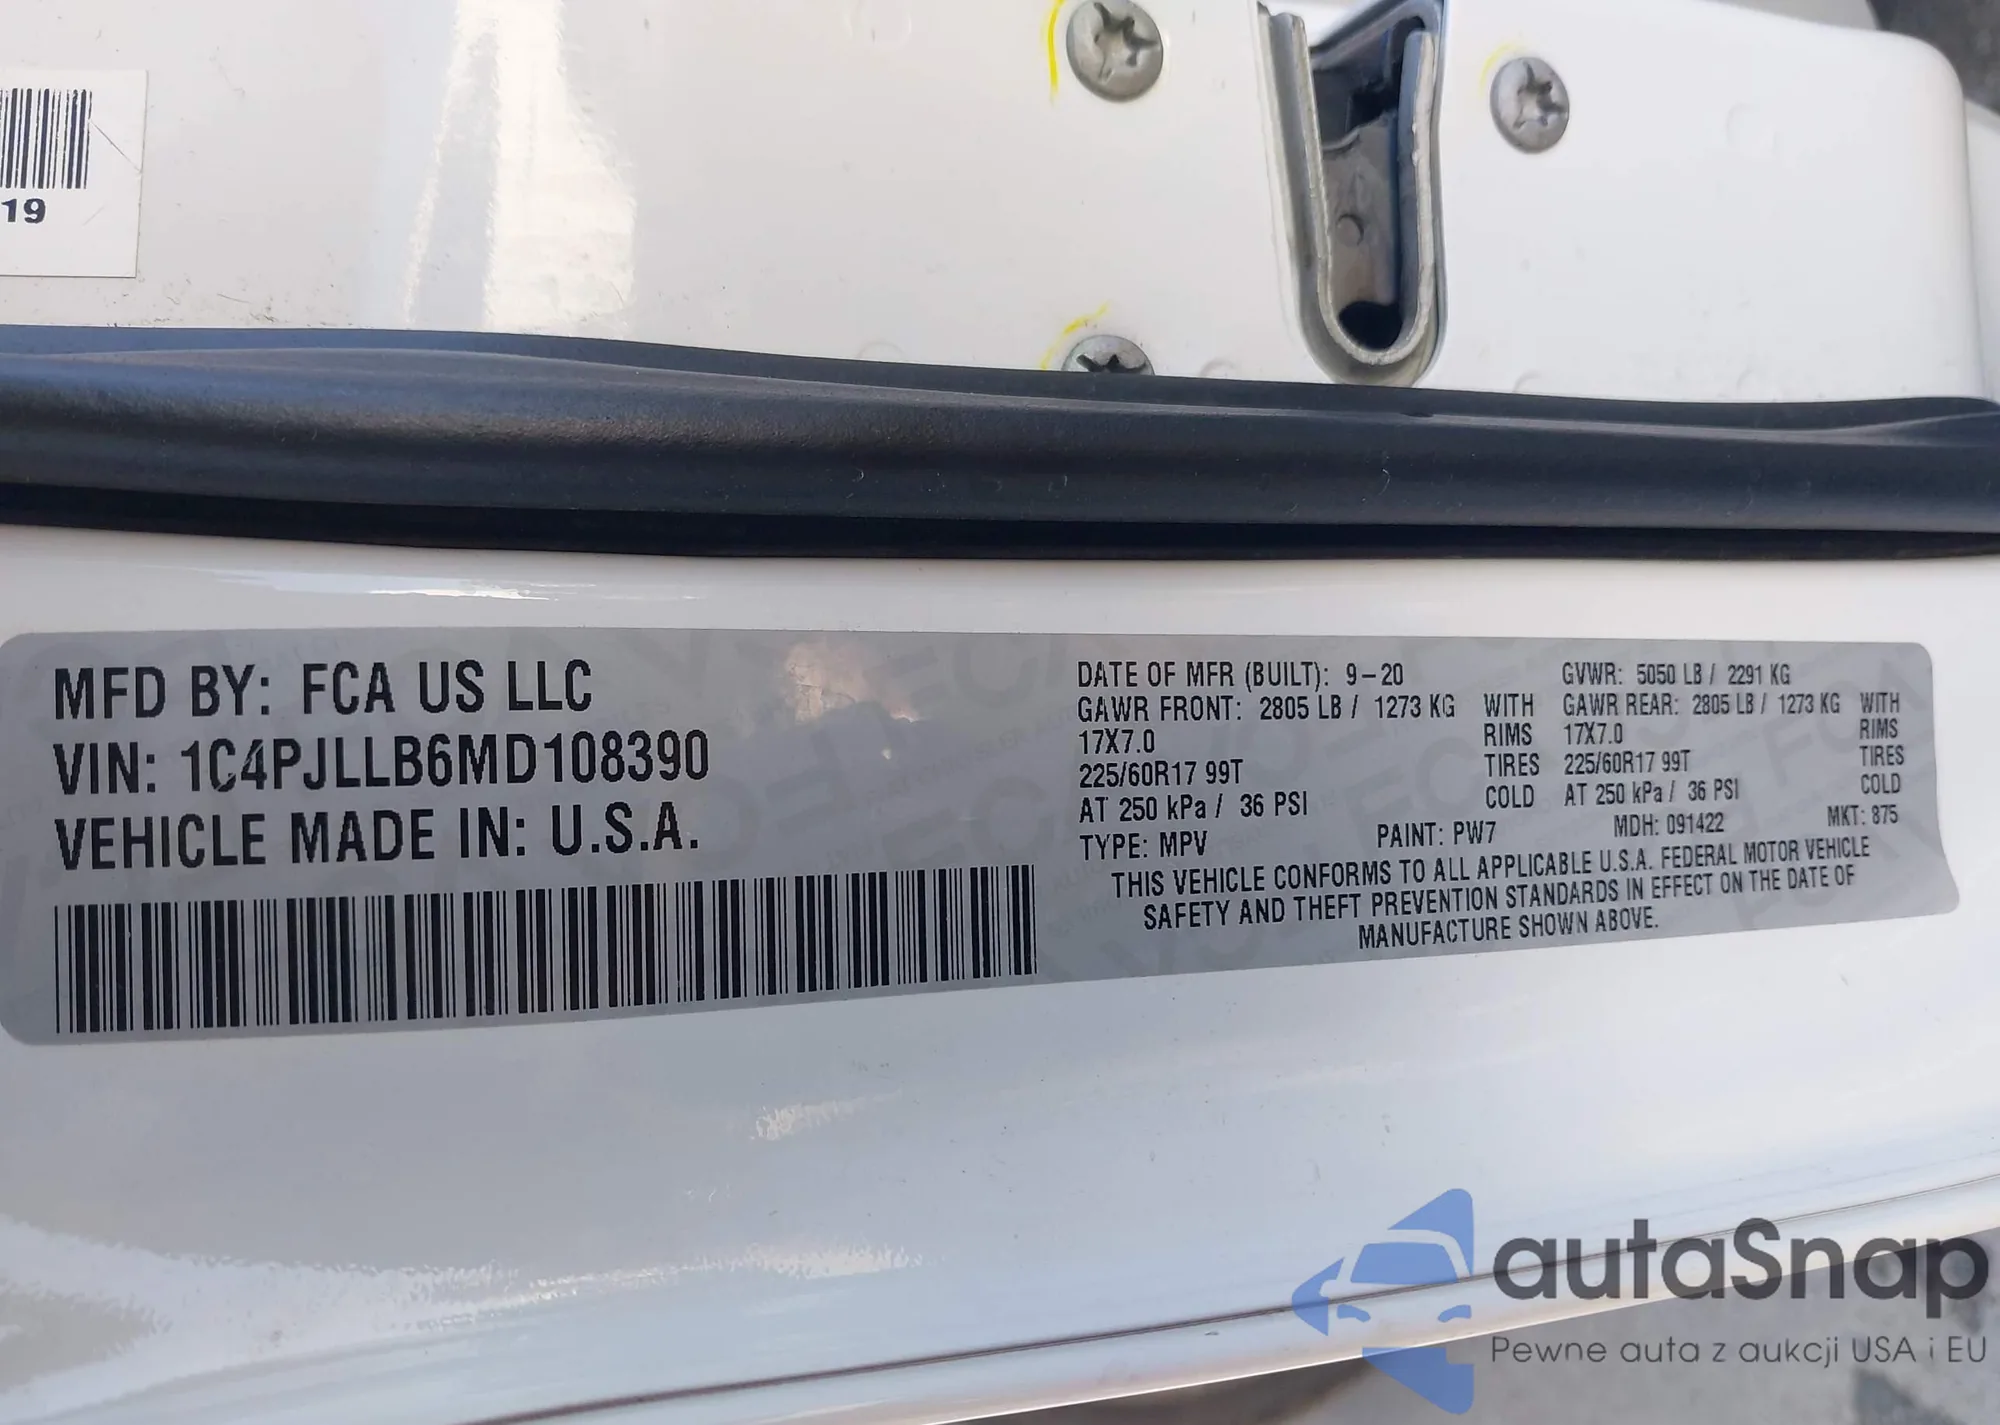 19
MFD BY: FCA US LLC
VIN: 1C4PJLLB6MD108390
VEHICLE MADE IN: U.S.A.
DATE OF MFR (BUILT): 9-20 GVWR: 5050 LB / 2291 KG
GAWR FRONT: 2805 LB / 1273 KG WITH GAWR REAR: 2805 LB / 1273 KG WITH
17X7.0 RIMS 17X7.0 RIMS
225/60R17 99T TIRES 225/60R17 99T TIRES
AT 250 kPa / 36 PSI COLD AT 250 kPa / 36 PSI COLD
TYPE: MPV PAINT: PW7 MDH: 091422 MKT: 875
THIS VEHICLE CONFORMS TO ALL APPLICABLE U.S.A. FEDERAL MOTOR VEHICLE
SAFETY AND THEFT PREVENTION STANDARDS IN EFFECT ON THE DATE OF
MANUFACTURE SHOWN ABOVE.
autaSnap
Pewne auta z aukcji USA i EU